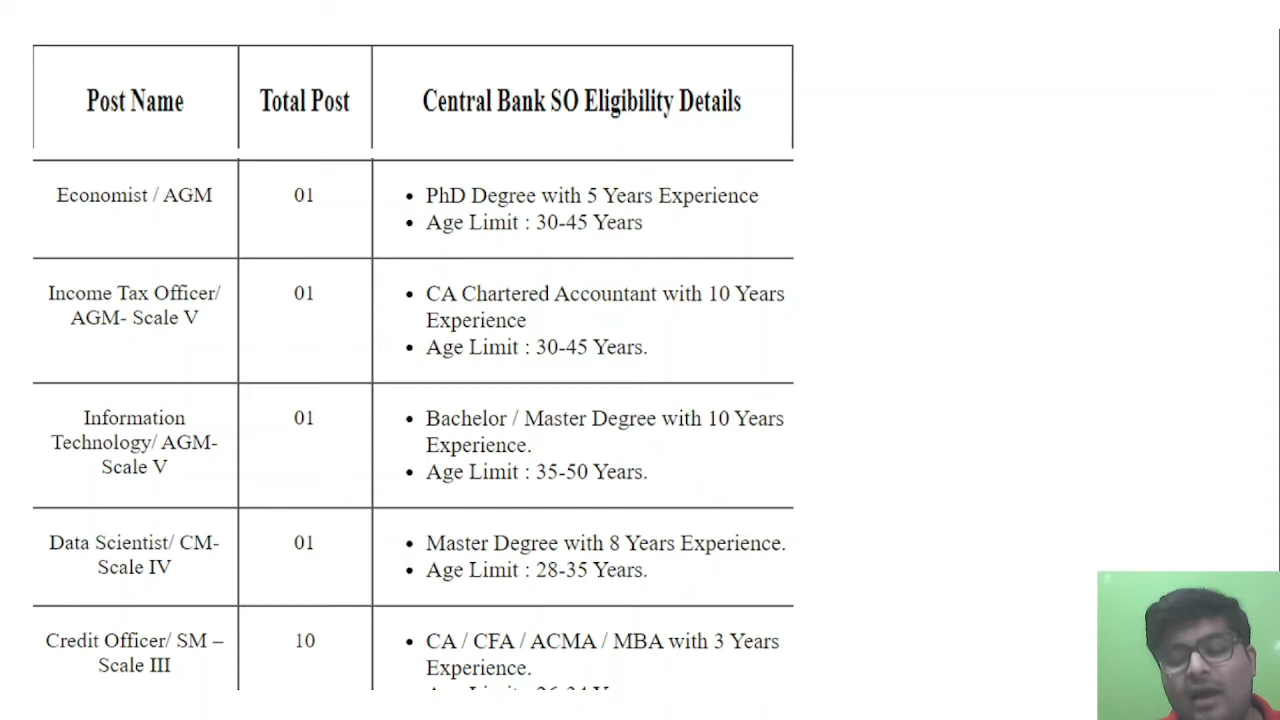 Post Name Total Post Central Bank SO Eligibility Details
Economist / AGM 01 • PhD Degree with 5 Years Experience
• Age Limit : 30-45 Years
Income Tax Officer/ 01 • CA Chartered Accountant with 10 Years
AGM- Scale V Experience
• Age Limit : 30-45 Years.
Information 01 • Bachelor / Master Degree with 10 Years
Technology/ AGM- Experience.
Scale V • Age Limit : 35-50 Years.
Data Scientist/ CM- 01 • Master Degree with 8 Years Experience.
Scale IV • Age Limit : 28-35 Years.
Credit Officer/ SM – 10 • CA / CFA / ACMA / MBA with 3 Years
Scale III Experience.